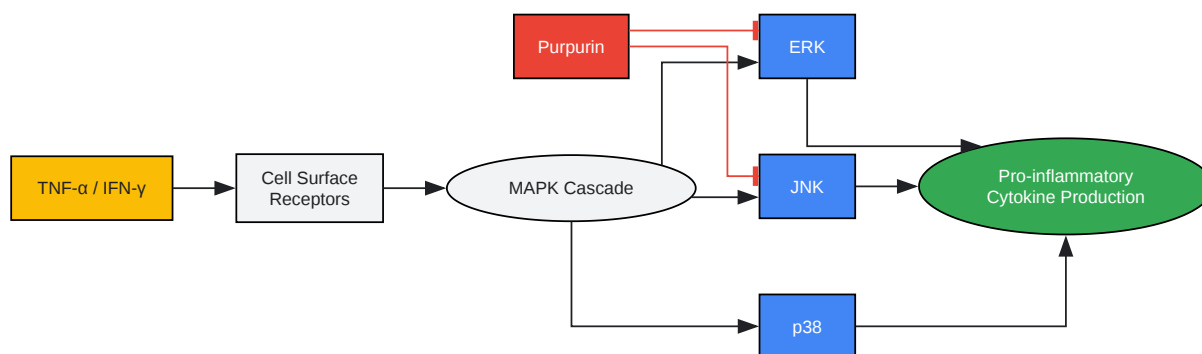 Purpurin
ERK
TNF-α / IFN-γ
Cell Surface
Receptors
MAPK Cascade
JNK
Pro-inflammatory
Cytokine Production
p38